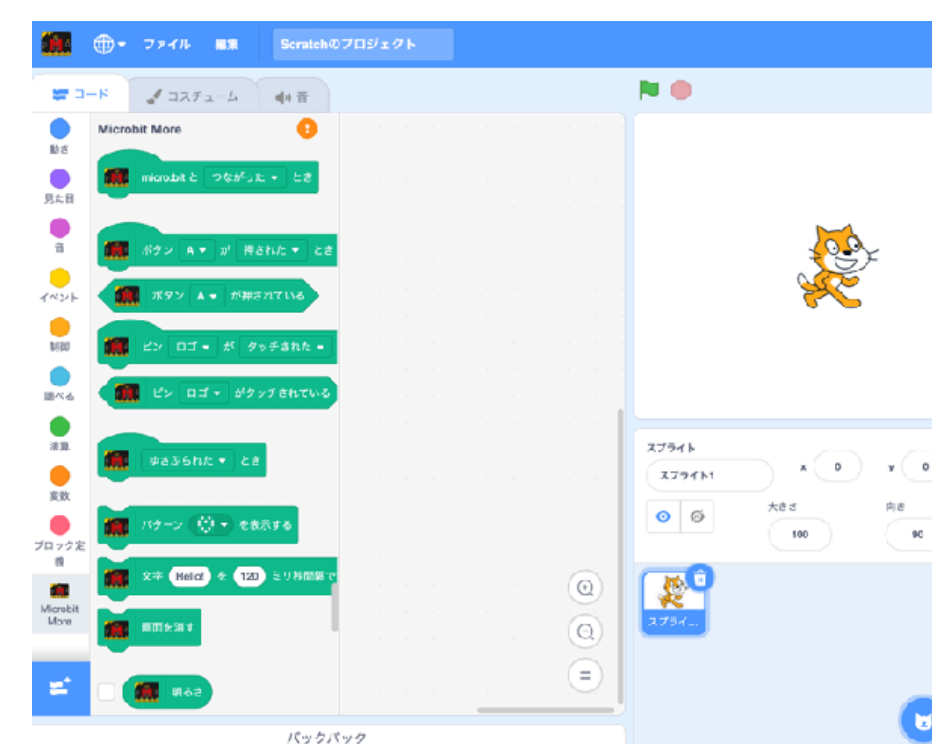 ファイル 編集 Scratchのプロジェクト
コード コスチューム 音
動き
見た目
音
イベント
制御
調べる
演算
変数
ブロック定義
Microbit More
Microbit More
micro:bit と つながった とき
ボタン A が 押された とき
ボタン A が押されている
ピン ロゴ が タッチされた
ピン ロゴ がタッチされている
ゆさぶられた とき
パターン を表示する
文字 Hello! を 120 ミリ秒間隔で
画面を消す
明るさ
スプライト
スプライト1
x 0 y 0
大きさ 向き
100 90
スプライ...
バックパック